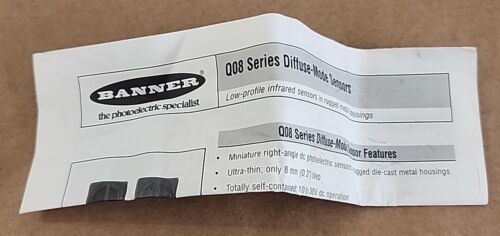 BANNER®
the photoelectric specialist
Q08 Series Diffuse-Mode Sensors
Low-profile infrared sensors in rugged metal housings
Q08 Series Diffuse-Mode Sensor Features
• Miniature right-angle dc photoelectric sensors rugged die-cast metal housings
• Ultra-thin; only 8 mm (0.3") deep
• Totally self-contained; 10 to 30V dc operation